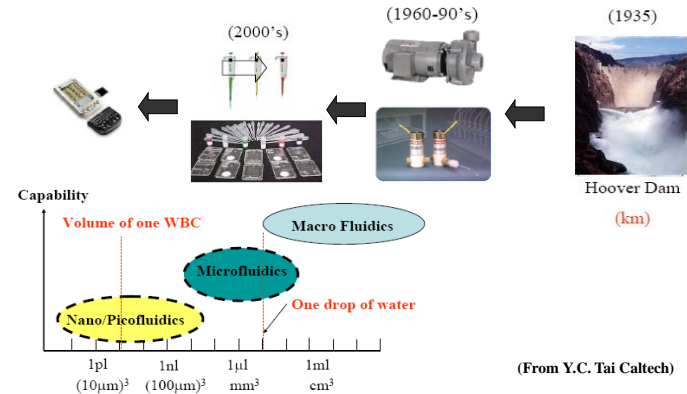 (2000's)
(1960-90's)
(1935)
Hoover Dam
(km)
Capability
Volume of one WBC
Macro Fluidics
Microfluidics
One drop of water
Nano/Picofluidics
1pl
1nl
1µl
1ml
(10µm)³
(100µm)³
mm³
cm³
(From Y.C. Tai Caltech)